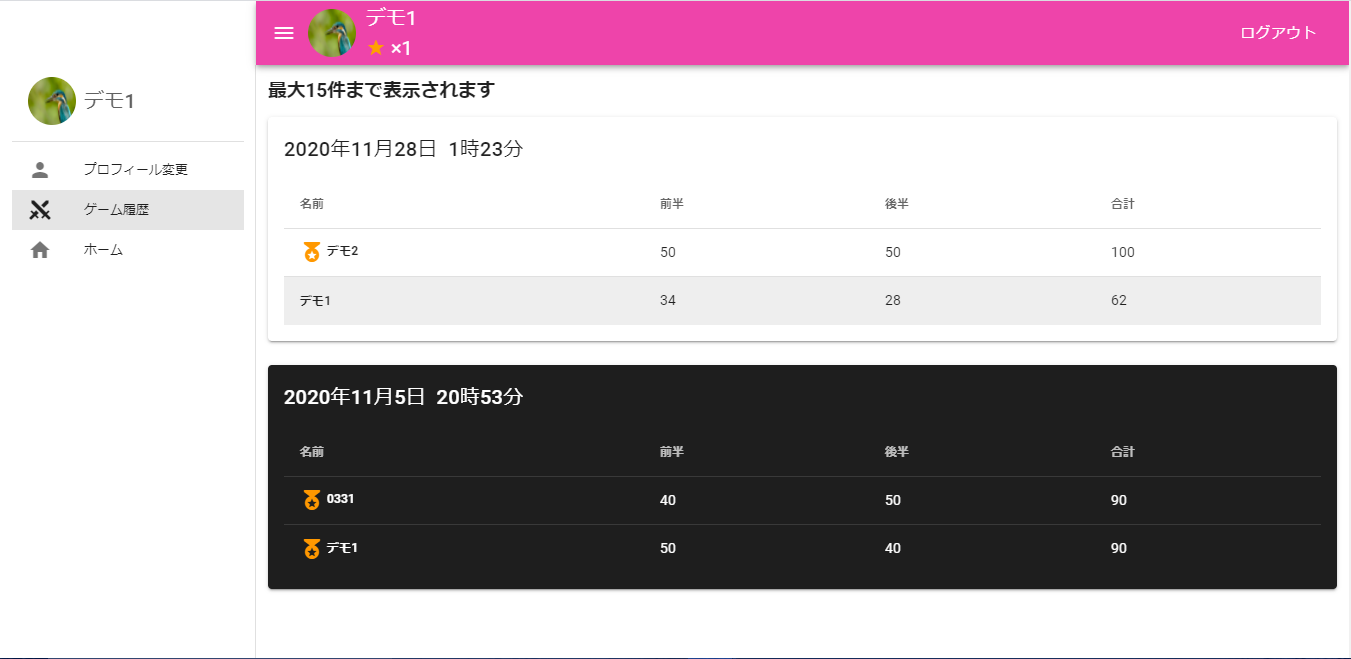 デモ1
★ ×1
ログアウト
デモ1
プロフィール変更
ゲーム履歴
ホーム
最大15件まで表示されます
2020年11月28日 1時23分
名前 前半 後半 合計
デモ2 50 50 100
デモ1 34 28 62
2020年11月5日 20時53分
名前 前半 後半 合計
0331 40 50 90
デモ1 50 40 90